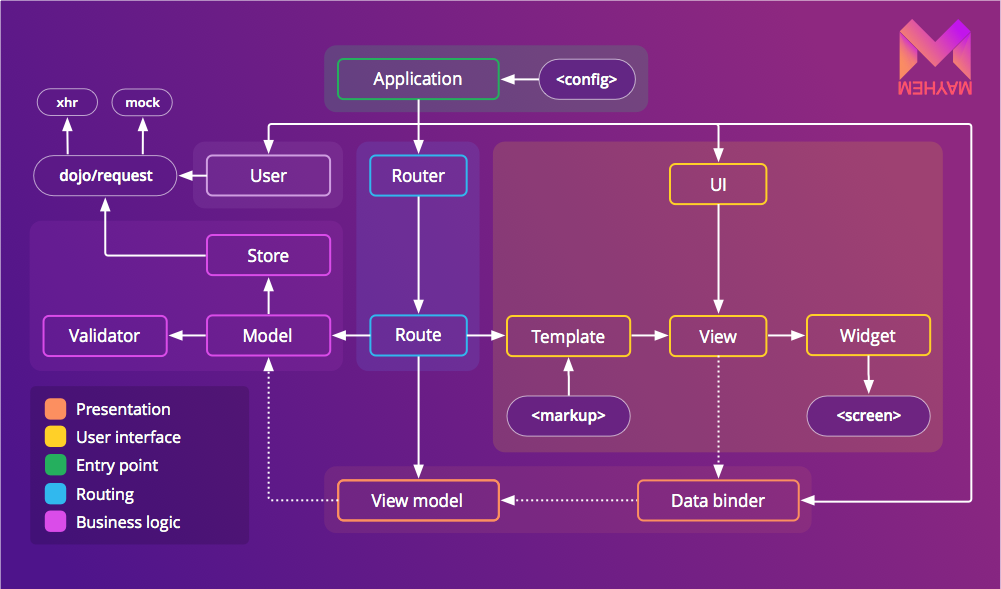 Application
<config>
MAYHEM
xhr
mock
dojo/request
User
Router
UI
Store
Validator
Model
Route
Template
View
Widget
<markup>
<screen>
Presentation
User interface
Entry point
Routing
Business logic
View model
Data binder